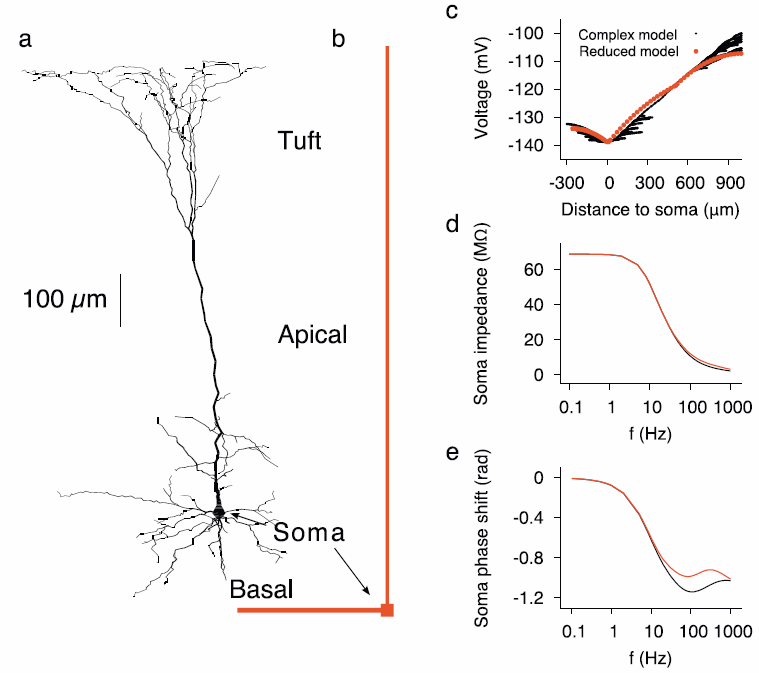 a
b
Tuft
100 µm
Apical
Soma
Basal
c
Complex model
Reduced model
Voltage (mV)
-100
-110
-120
-130
-140
-300 0 300 600 900
Distance to soma (µm)
d
Soma impedance (MΩ)
60
40
20
0
0.1 1 10 100 1000
f (Hz)
e
Soma phase shift (rad)
0
-0.4
-0.8
-1.2
0.1 1 10 100 1000
f (Hz)